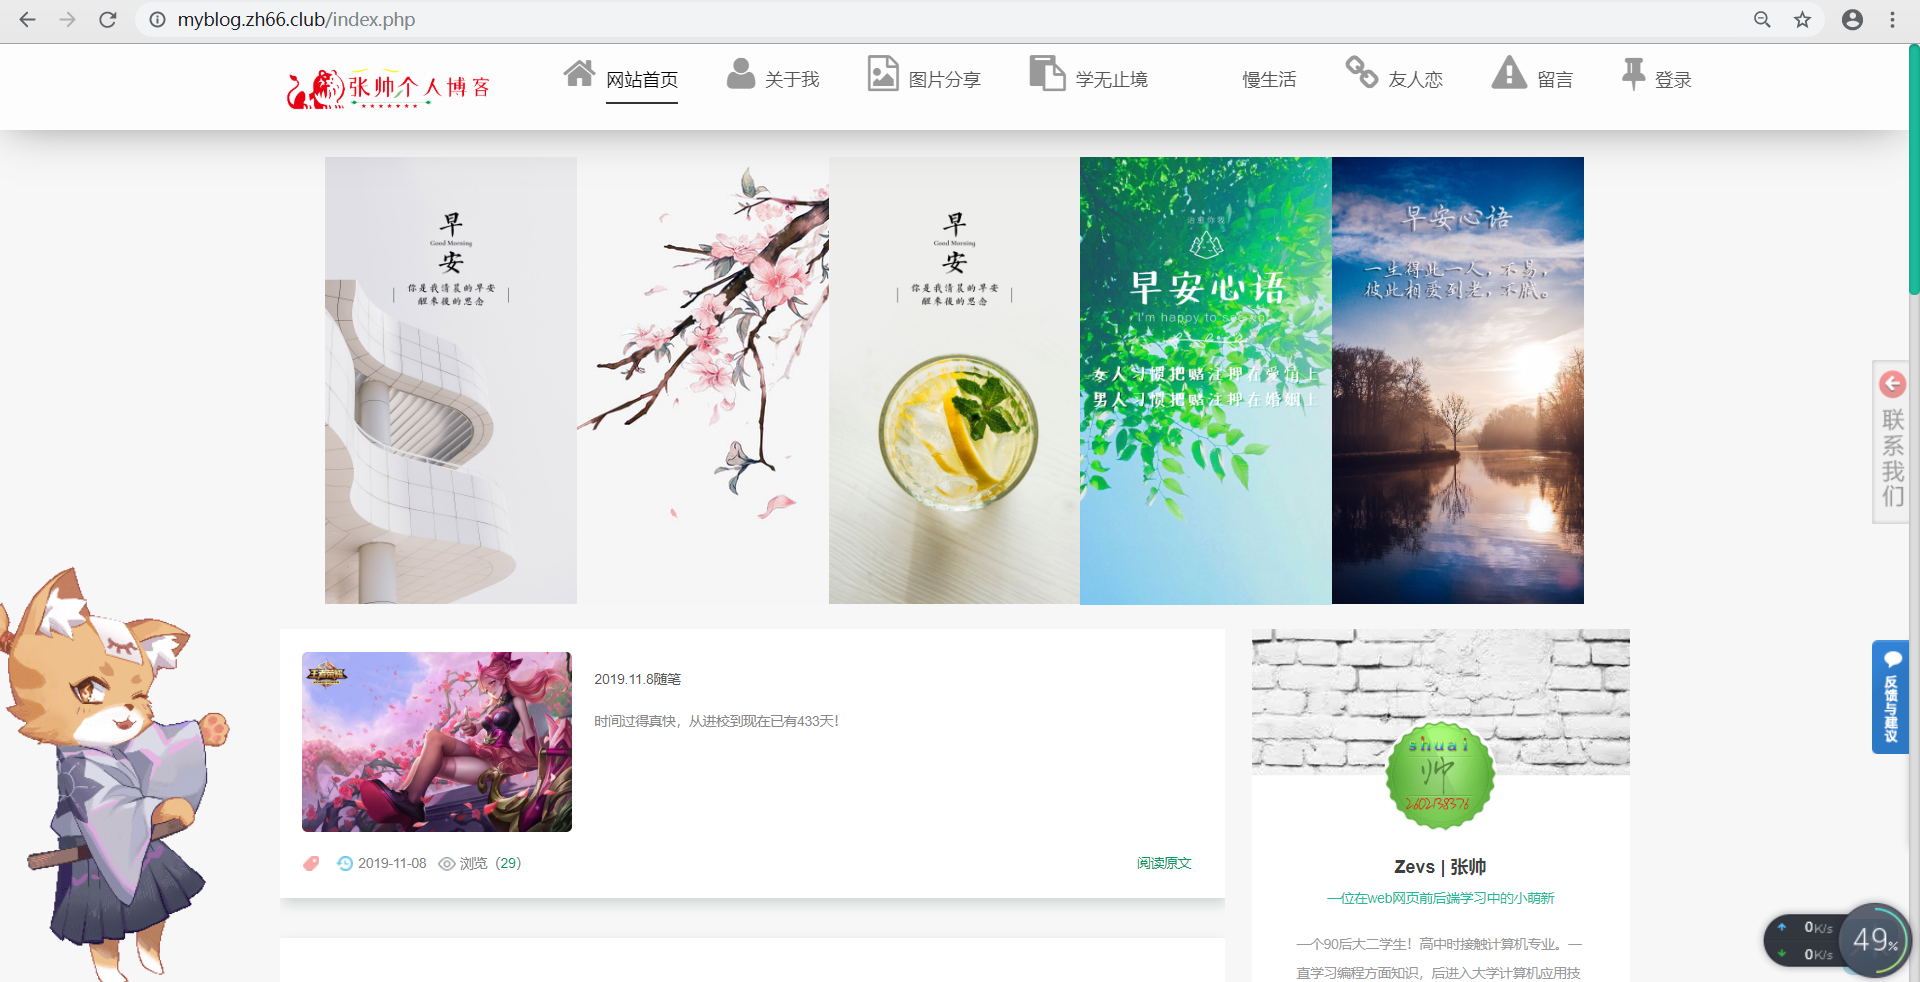 myblog.zh66.club/index.php
张帅个人博客
网站首页
关于我
图片分享
学无止境
慢生活
友人恋
留言
登录
早
Good Morning
安
你是我清晨的早安
醒来後的思念
早
Good Morning
安
你是我清晨的早安
醒来後的思念
治愈你我
早安心语
I'm happy to see you
女人习惯把赌注押在爱情上
男人习惯把赌注押在婚姻上
早安心语
一生得此一人，不易，
彼此相爱到老，不腻。
联系我们
反馈与建议
2019.11.8随笔
时间过得真快，从进校到现在已有433天！
2019-11-08 浏览（29）
阅读原文
shuai
帅
2602138376
Zevs | 张帅
一位在web网页前后端学习中的小萌新
一个90后大二学生！高中时接触计算机专业。一
直学习编程方面知识，后进入大学计算机应用技
0K/s
0K/s
49%